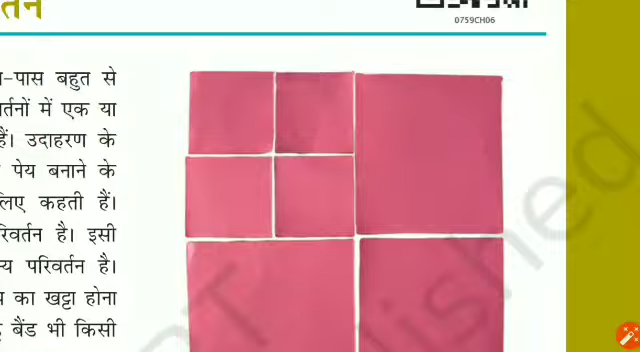 र्तन
0759CH06
-पास बहुत से
र्तनों में एक या
हैं। उदाहरण के
पेय बनाने के
लिए कहती हैं।
रिवर्तन है। इसी
्य परिवर्तन है।
का खट्टा होना
बैंड भी किसी